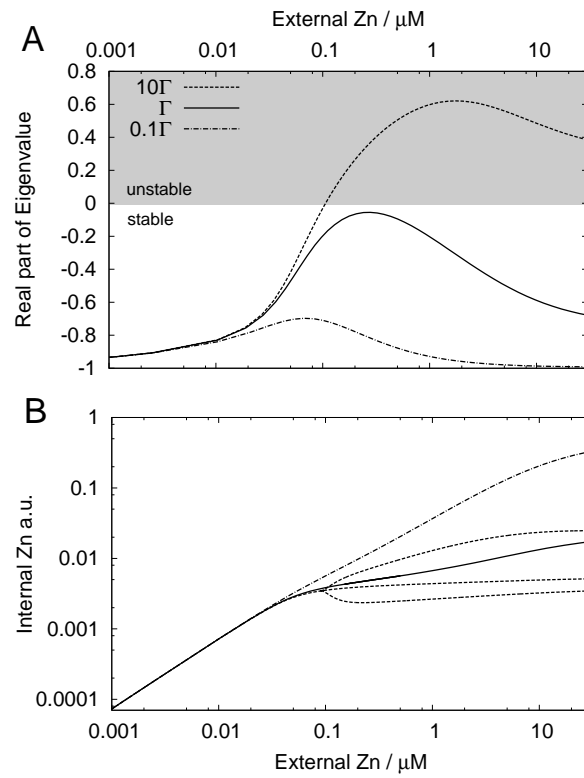 A
External Zn / μM
0.001 0.01 0.1 1 10
0.8
0.6
0.4
0.2
0
-0.2
-0.4
-0.6
-0.8
-1
Real part of Eigenvalue
10Γ
Γ
0.1Γ
unstable
stable
B
1
0.1
0.01
0.001
0.0001
Internal Zn a.u.
0.001 0.01 0.1 1 10
External Zn / μM